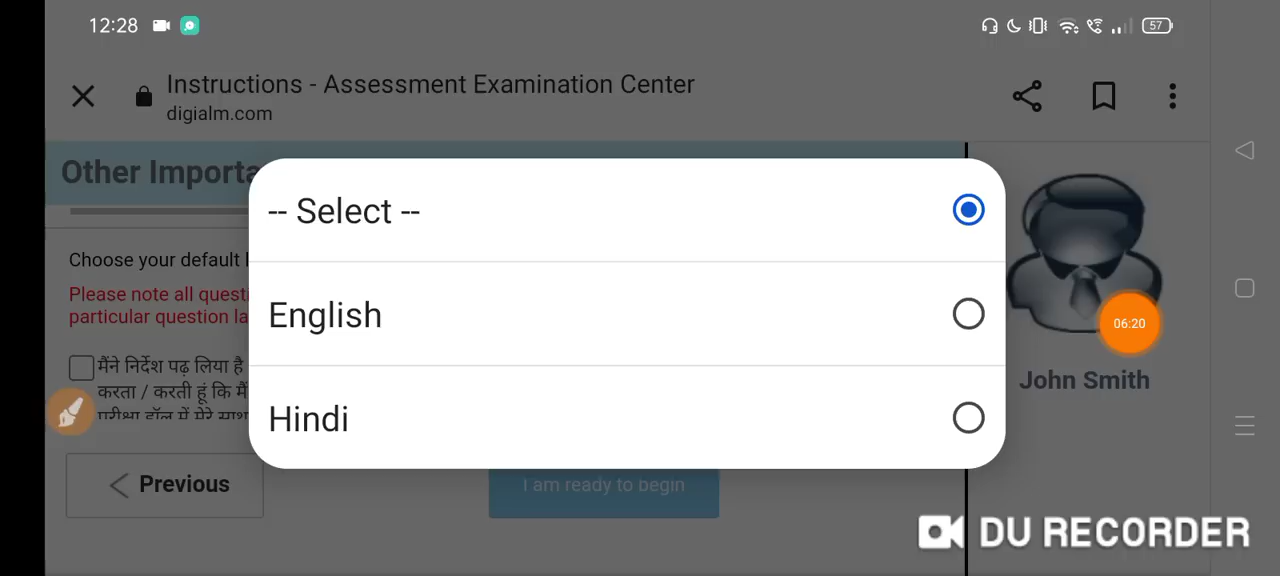 12:28
57
Instructions - Assessment Examination Center
digialm.com
Other Importa
-- Select --
English
Hindi
Choose your default
Please note all questi
particular question la
मैंने निर्देश पढ़ लिया है
करता / करती हूं कि मैं
परीक्षा हॉल में मेरे साथ
Previous
I am ready to begin
06:20
John Smith
DU RECORDER